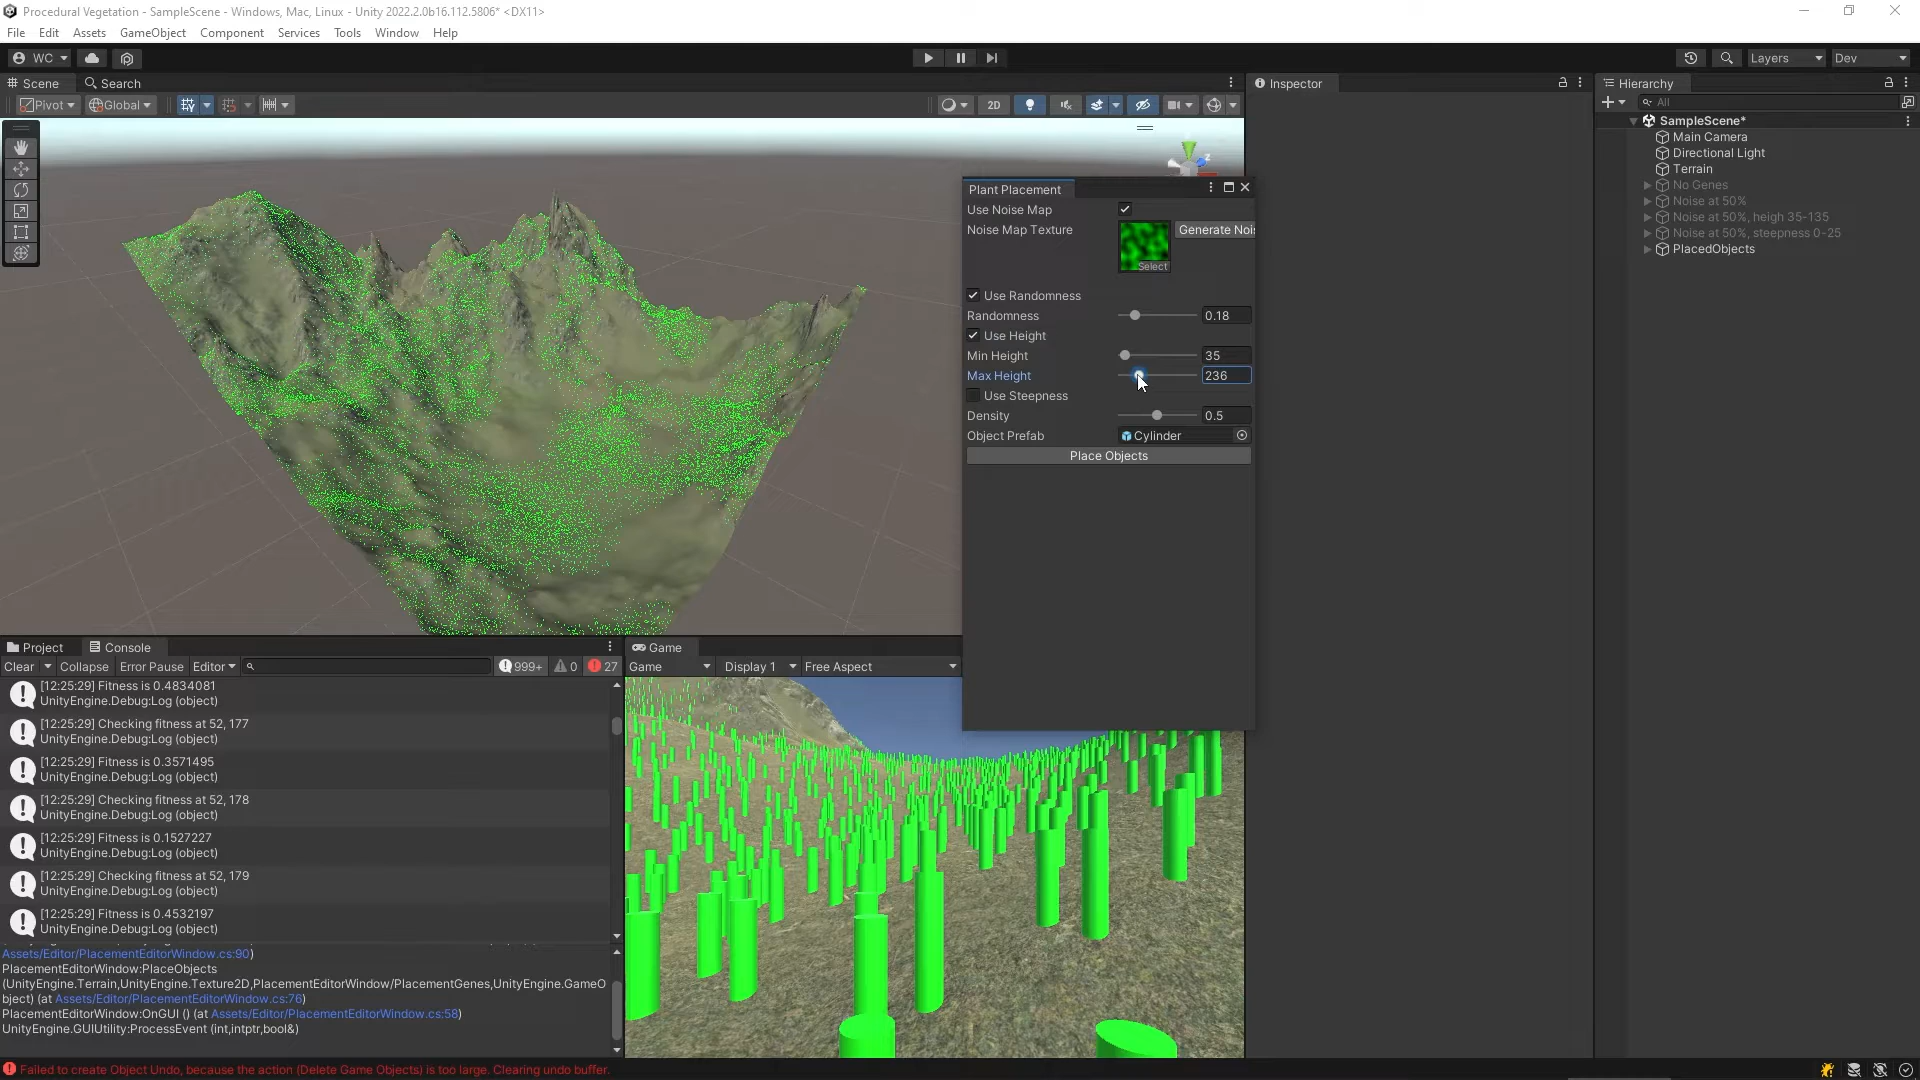 Procedural Vegetation - SampleScene - Windows, Mac, Linux - Unity 2022.2.0b16.112.5806* <DX11>
File Edit Assets GameObject Component Services Tools Window Help
WC Layers Dev
Scene Search
Pivot Global 2D
Inspector
Hierarchy
All
SampleScene*
Main Camera
Directional Light
Terrain
No Genes
Noise at 50%
Noise at 50%, heigh 35-135
Noise at 50%, steepness 0-25
PlacedObjects
Plant Placement
Use Noise Map
Noise Map Texture Generate Nois
Select
Use Randomness
Randomness 0.18
Use Height
Min Height 35
Max Height 236
Use Steepness
Density 0.5
Object Prefab Cylinder
Place Objects
Project Console
Clear Collapse Error Pause Editor 999+ 0 27
[12:25:29] Fitness is 0.4834081
UnityEngine.Debug:Log (object)
[12:25:29] Checking fitness at 52, 177
UnityEngine.Debug:Log (object)
[12:25:29] Fitness is 0.3571495
UnityEngine.Debug:Log (object)
[12:25:29] Checking fitness at 52, 178
UnityEngine.Debug:Log (object)
[12:25:29] Fitness is 0.1527227
UnityEngine.Debug:Log (object)
[12:25:29] Checking fitness at 52, 179
UnityEngine.Debug:Log (object)
[12:25:29] Fitness is 0.4532197
UnityEngine.Debug:Log (object)
Assets/Editor/PlacementEditorWindow.cs:90)
PlacementEditorWindow:PlaceObjects
(UnityEngine.Terrain,UnityEngine.Texture2D,PlacementEditorWindow/PlacementGenes,UnityEngine.GameO
bject) (at Assets/Editor/PlacementEditorWindow.cs:76)
PlacementEditorWindow:OnGUI () (at Assets/Editor/PlacementEditorWindow.cs:58)
UnityEngine.GUIUtility:ProcessEvent (int,intptr,bool&)
Game
Game Display 1 Free Aspect
Failed to create Object Undo, because the action (Delete Game Objects) is too large. Clearing undo buffer.